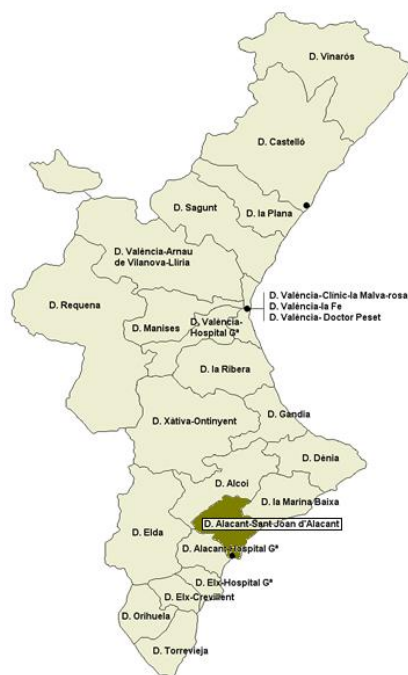 D. Vinaròs
D. Castelló
D. Sagunt
D. la Plana
D. València-Arnau
de Vilanova-Llíria
D. Requena
D. València-Clínic-la Malva-rosa
D. València-la Fe
D. València- Doctor Peset
D. Manises
D. València-
Hospital Gª
D. la Ribera
D. Xàtiva-Ontinyent
D. Gandia
D. Dénia
D. Alcoi
D. la Marina Baixa
D. Alacant-Sant Joan d'Alacant
D. Elda
D. Alacant-Hospital Gª
D. Elx-Hospital Gª
D. Elx-Crevillent
D. Orihuela
D. Torrevieja